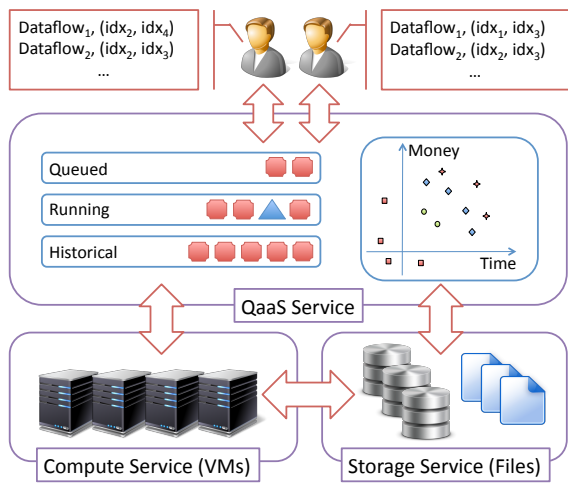 Dataflow₁, (idx₂, idx₄)
Dataflow₂, (idx₂, idx₃)
...
Dataflow₁, (idx₁, idx₃)
Dataflow₂, (idx₂, idx₃)
...
Queued
Running
Historical
Money
Time
QaaS Service
Compute Service (VMs)
Storage Service (Files)